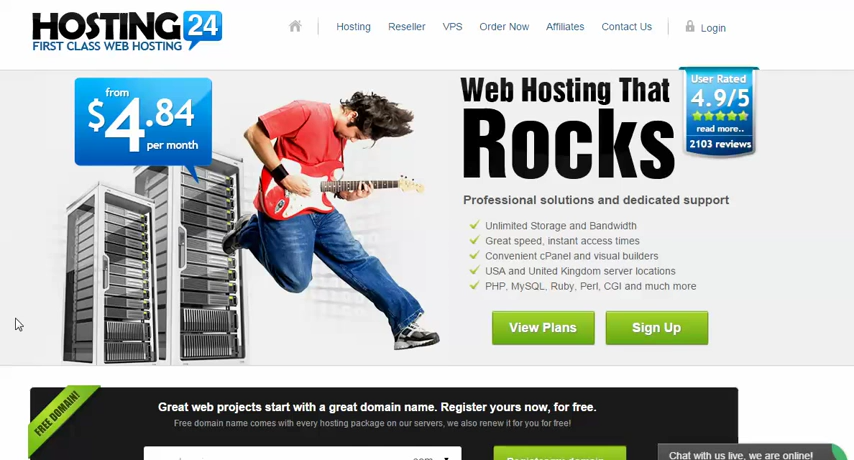 HOSTING 24
FIRST CLASS WEB HOSTING
Hosting Reseller VPS Order Now Affiliates Contact Us Login
from
$4.84
per month
Web Hosting That
Rocks
User Rated
4.9/5
read more..
2103 reviews
Professional solutions and dedicated support
Unlimited Storage and Bandwidth
Great speed, instant access times
Convenient cPanel and visual builders
USA and United Kingdom server locations
PHP, MySQL, Ruby, Perl, CGI and much more
View Plans Sign Up
FREE DOMAIN!
Great web projects start with a great domain name. Register yours now, for free.
Free domain name comes with every hosting package on our servers, we also renew it for you for free!
Chat with us live, we are online!